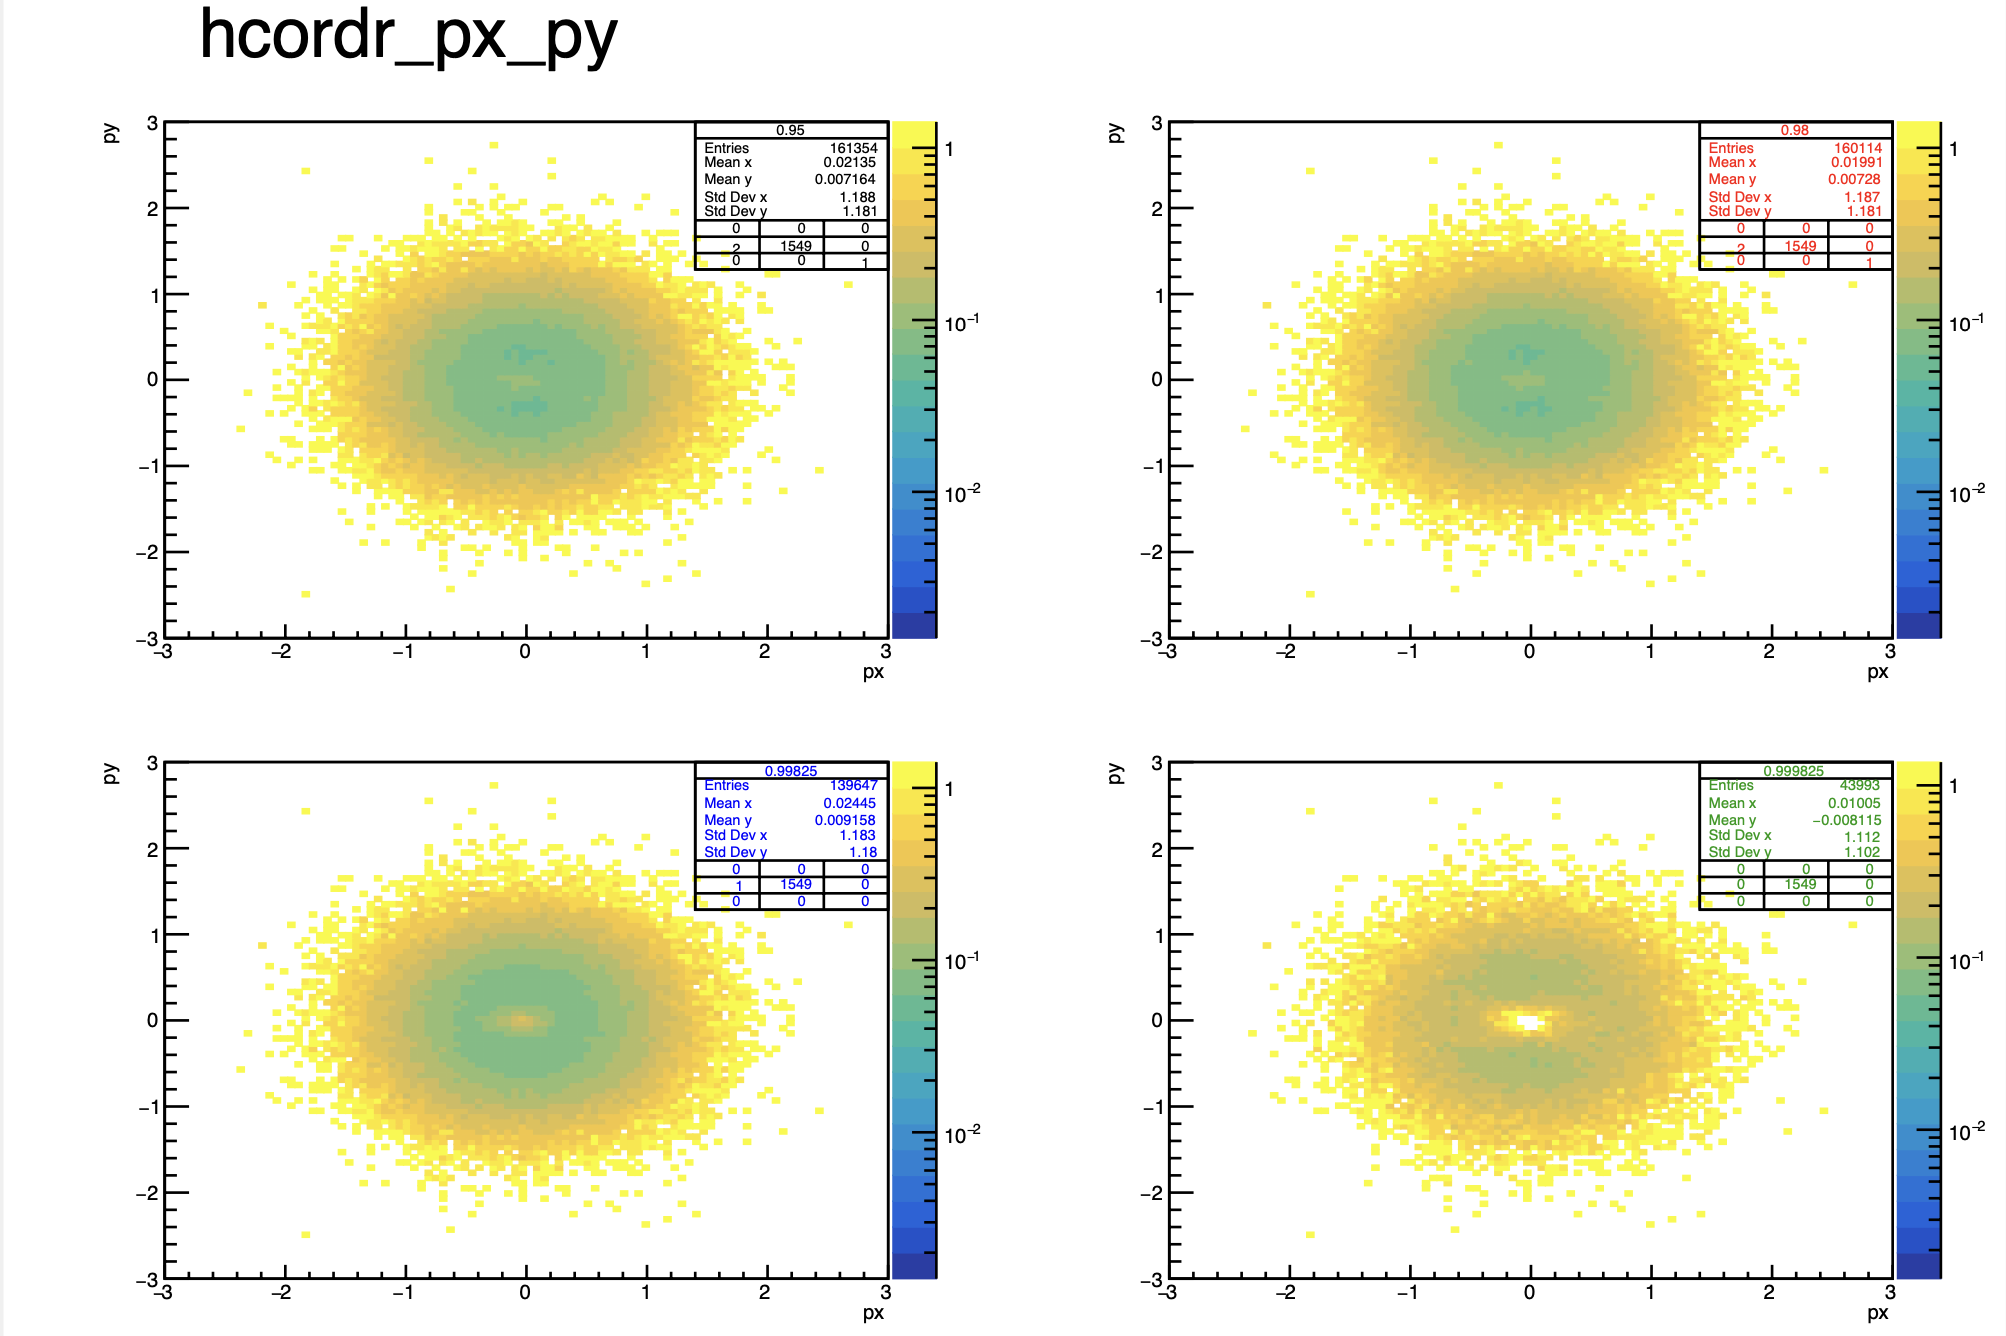 hcordr_px_py
py
3
2
1
0
−1
−2
−3
−3 −2 −1 0 1 2 3
px
0.95
Entries 161354
Mean x 0.02135
Mean y 0.007164
Std Dev x 1.188
Std Dev y 1.181
0 0 0
2 1549 0
0 0 1
1
10−1
10−2
py
3
2
1
0
−1
−2
−3
−3 −2 −1 0 1 2 3
px
0.98
Entries 160114
Mean x 0.01991
Mean y 0.00728
Std Dev x 1.187
Std Dev y 1.181
0 0 0
2 1549 0
0 0 1
1
10−1
10−2
py
3
2
1
0
−1
−2
−3
−3 −2 −1 0 1 2 3
px
0.99825
Entries 139647
Mean x 0.02445
Mean y 0.009158
Std Dev x 1.183
Std Dev y 1.18
0 0 0
1 1549 0
0 0 0
1
10−1
10−2
py
3
2
1
0
−1
−2
−3
−3 −2 −1 0 1 2 3
px
0.999825
Entries 43993
Mean x 0.01005
Mean y −0.008115
Std Dev x 1.112
Std Dev y 1.102
0 0 0
0 1549 0
0 0 0
1
10−1
10−2